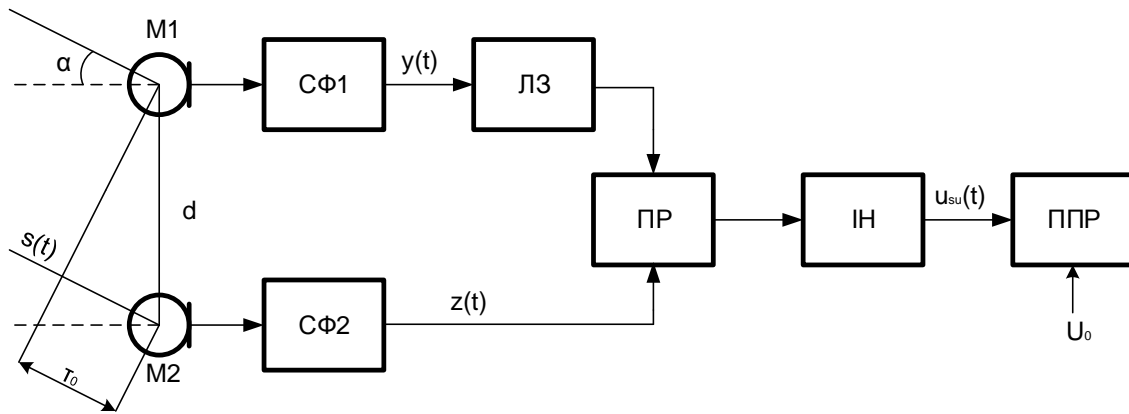 M1
α
СФ1
y(t)
ЛЗ
d
s(t)
ПР
ІН
u_su(t)
ППР
СФ2
z(t)
U₀
M2
τ₀